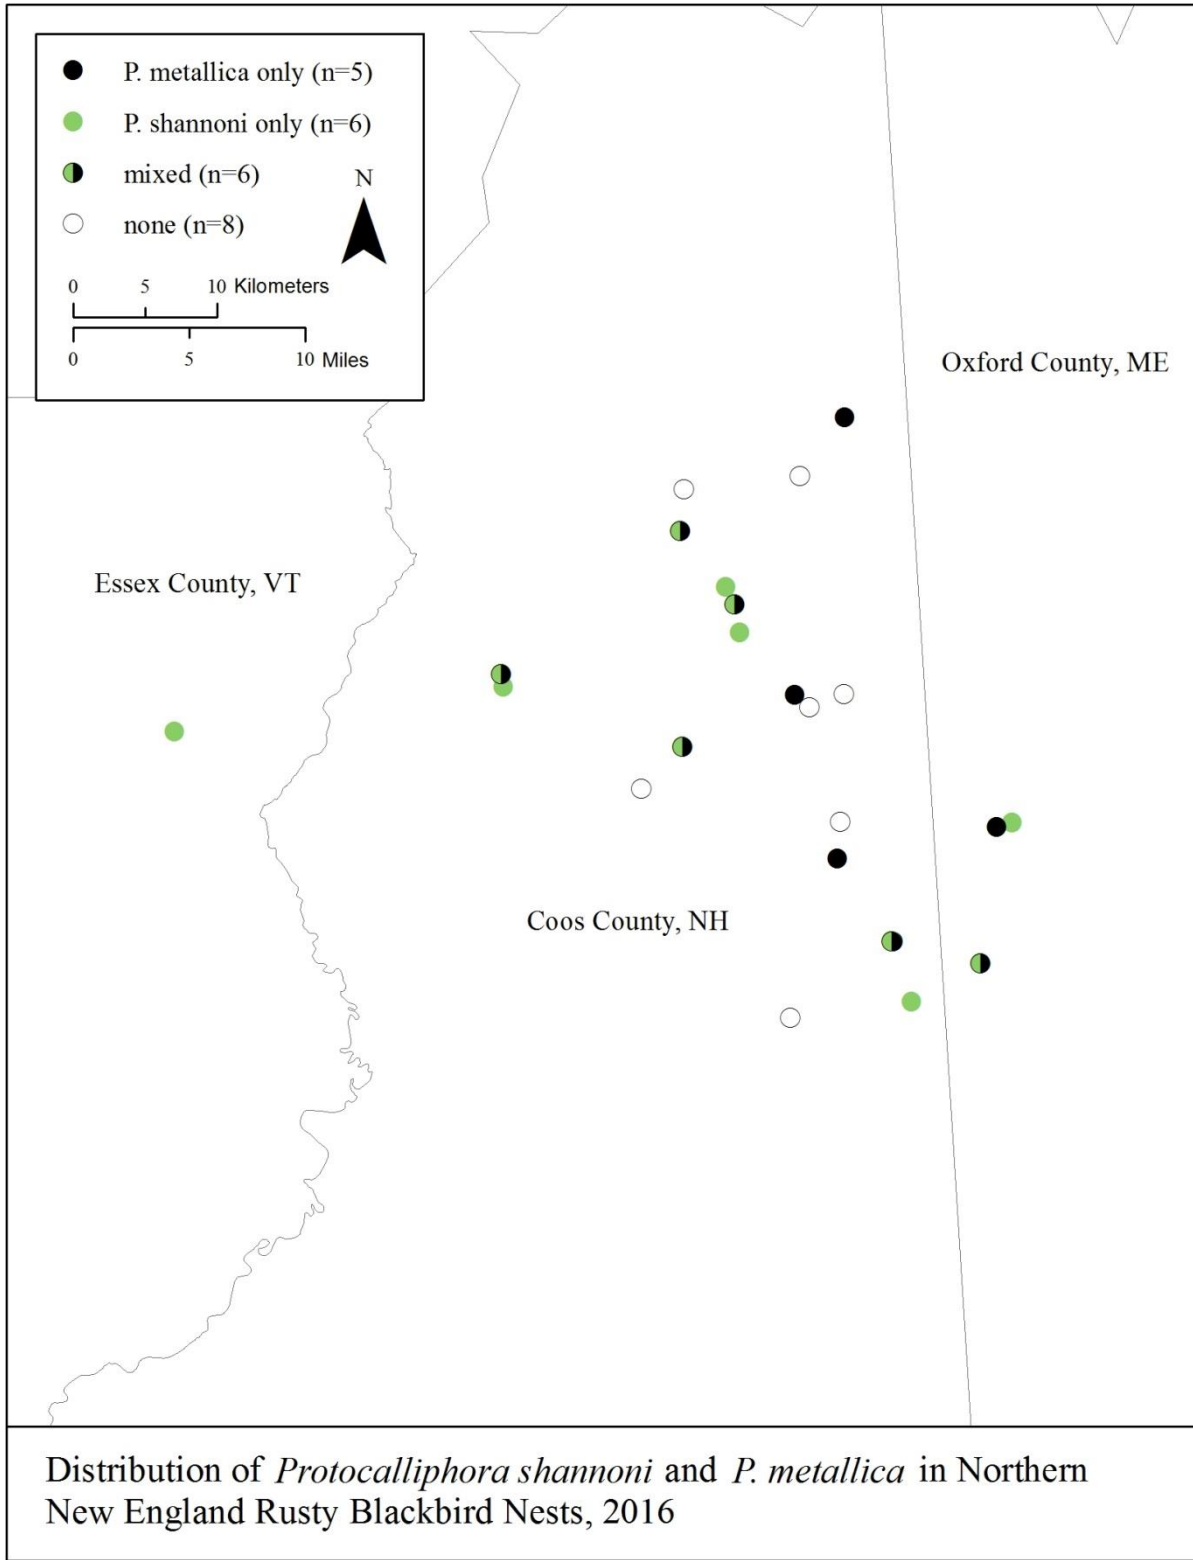 P. metallica only (n=5)
P. shannoni only (n=6)
mixed (n=6)
N
none (n=8)
0 5 10 Kilometers
0 5 10 Miles
Oxford County, ME
Essex County, VT
Coos County, NH
Distribution of Protocalliphora shannoni and P. metallica in Northern
New England Rusty Blackbird Nests, 2016